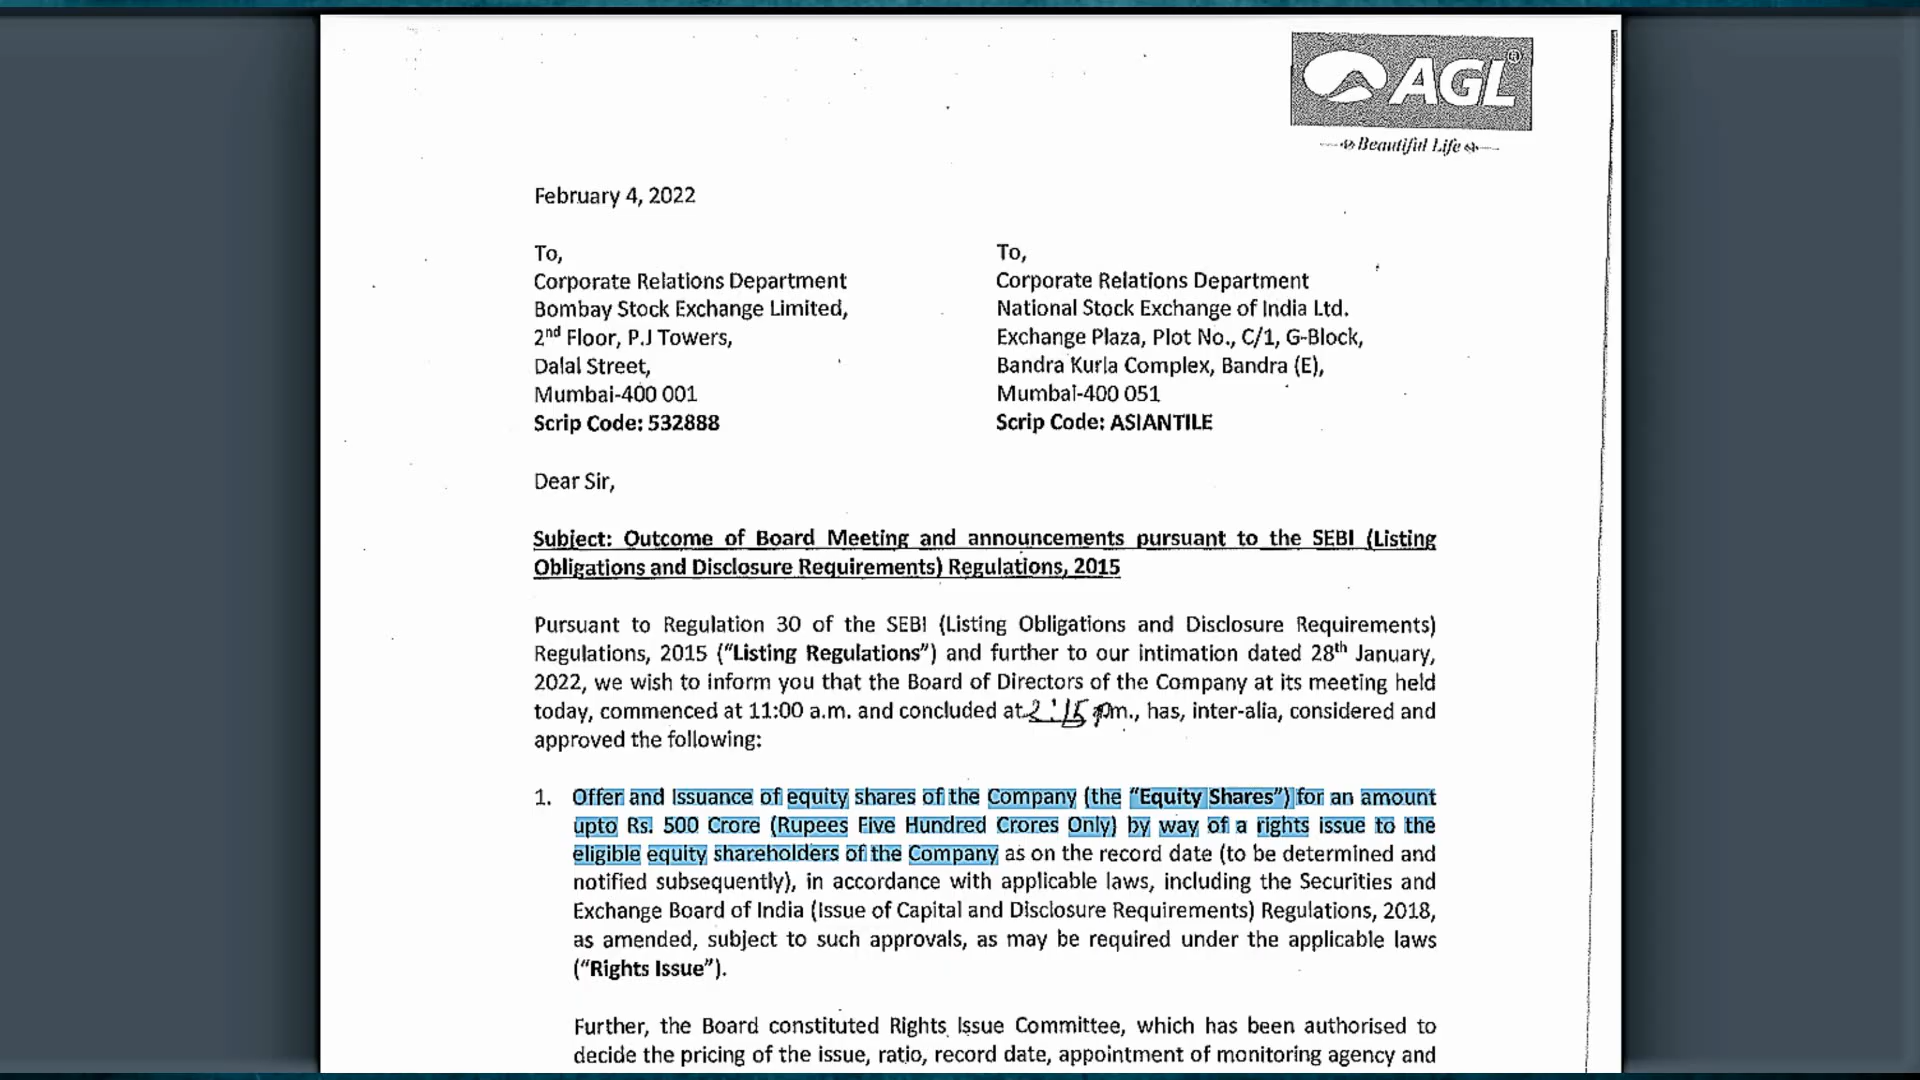 AGL®
Beautiful Life
February 4, 2022
To,
Corporate Relations Department
Bombay Stock Exchange Limited,
2nd Floor, P.J Towers,
Dalal Street,
Mumbai-400 001
Scrip Code: 532888
To,
Corporate Relations Department
National Stock Exchange of India Ltd.
Exchange Plaza, Plot No., C/1, G-Block,
Bandra Kurla Complex, Bandra (E),
Mumbai-400 051
Scrip Code: ASIANTILE
Dear Sir,
Subject: Outcome of Board Meeting and announcements pursuant to the SEBI (Listing
Obligations and Disclosure Requirements) Regulations, 2015
Pursuant to Regulation 30 of the SEBI (Listing Obligations and Disclosure Requirements)
Regulations, 2015 (“Listing Regulations”) and further to our intimation dated 28th January,
2022, we wish to inform you that the Board of Directors of the Company at its meeting held
today, commenced at 11:00 a.m. and concluded at 2:15 p.m., has, inter-alia, considered and
approved the following:
1. Offer and Issuance of equity shares of the Company (the “Equity Shares”) for an amount
upto Rs. 500 Crore (Rupees Five Hundred Crores Only) by way of a rights issue to the
eligible equity shareholders of the Company as on the record date (to be determined and
notified subsequently), in accordance with applicable laws, including the Securities and
Exchange Board of India (Issue of Capital and Disclosure Requirements) Regulations, 2018,
as amended, subject to such approvals, as may be required under the applicable laws
(“Rights Issue”).
Further, the Board constituted Rights Issue Committee, which has been authorised to
decide the pricing of the issue, ratio, record date, appointment of monitoring agency and